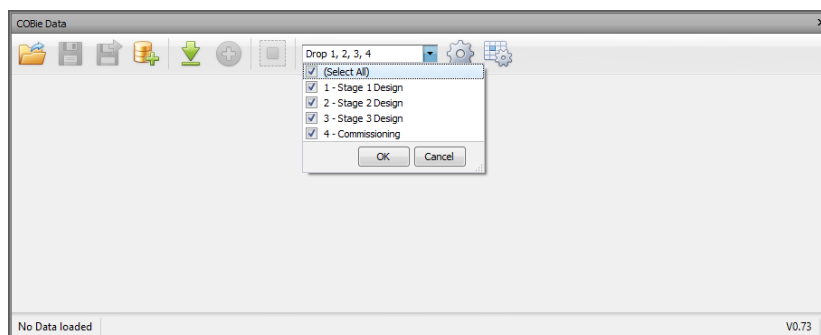 COBie Data
Drop 1, 2, 3, 4
(Select All)
1 - Stage 1 Design
2 - Stage 2 Design
3 - Stage 3 Design
4 - Commissioning
OK Cancel
No Data loaded V0.73